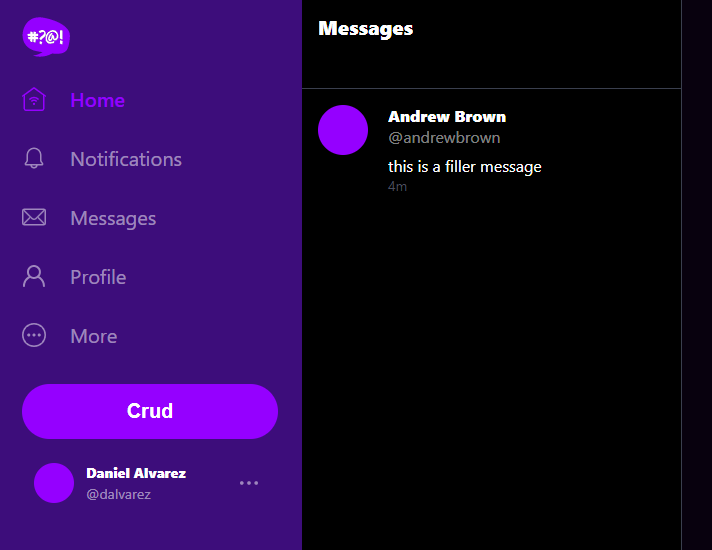 #?@!
Home
Notifications
Messages
Profile
More
Crud
Daniel Alvarez
@dalvarez
Messages
Andrew Brown
@andrewbrown
this is a filler message
4m